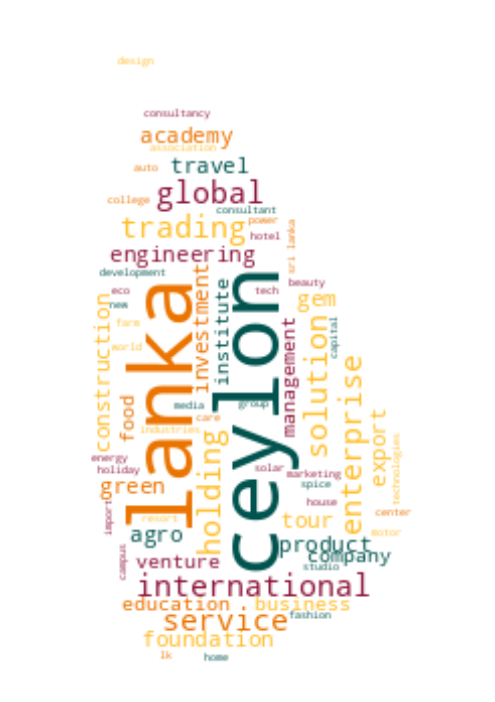 design
consultancy
academy
association
auto
travel
college
global
consultant
trading
power
hotel
engineering
sri lanka
development
tech
beauty
eco
new
gem
construction
lanka
investment
institute
ceylon
farm
world
capital
management
solution
enterprise
food
media
group
care
industries
export
holding
energy
holiday
solar
marketing
technologies
green
spice
import
resort
house
tour
center
agro
motor
product
company
campus
venture
studio
international
education .
business
service
fashion
foundation
lk
home